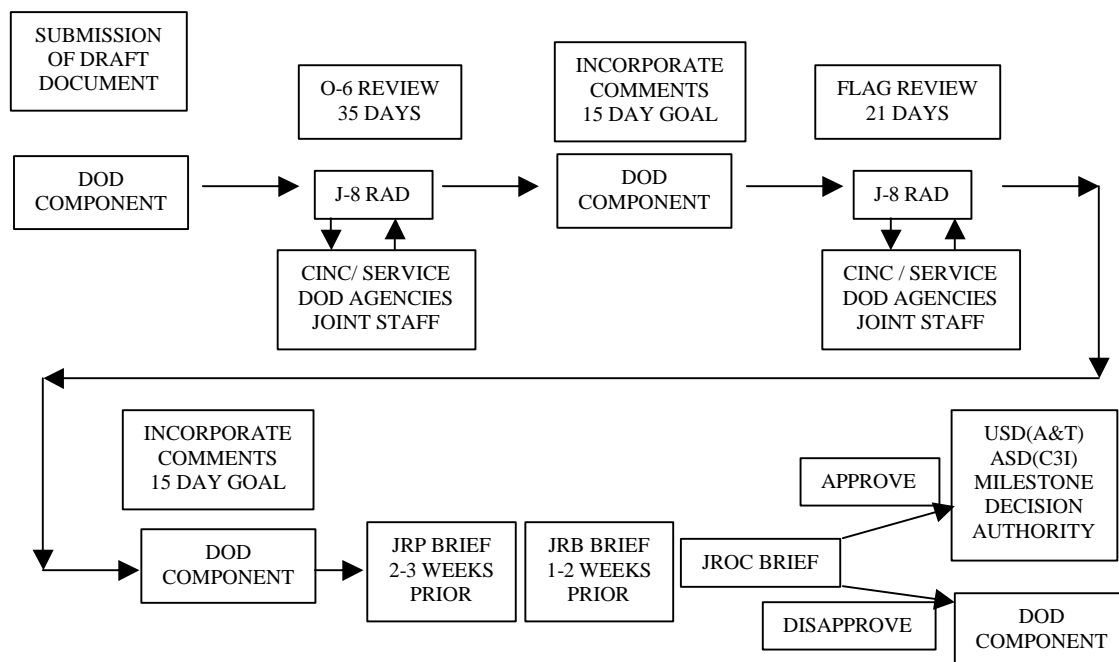 SUBMISSION
OF DRAFT
DOCUMENT
O-6 REVIEW
35 DAYS
INCORPORATE
COMMENTS
15 DAY GOAL
FLAG REVIEW
21 DAYS
DOD
COMPONENT
J-8 RAD
DOD
COMPONENT
J-8 RAD
CINC/ SERVICE
DOD AGENCIES
JOINT STAFF
CINC / SERVICE
DOD AGENCIES
JOINT STAFF
INCORPORATE
COMMENTS
15 DAY GOAL
DOD
COMPONENT
JRP BRIEF
2-3 WEEKS
PRIOR
JRB BRIEF
1-2 WEEKS
PRIOR
JROC BRIEF
APPROVE
USD(A&T)
ASD(C3I)
MILESTONE
DECISION
AUTHORITY
DISAPPROVE
DOD
COMPONENT